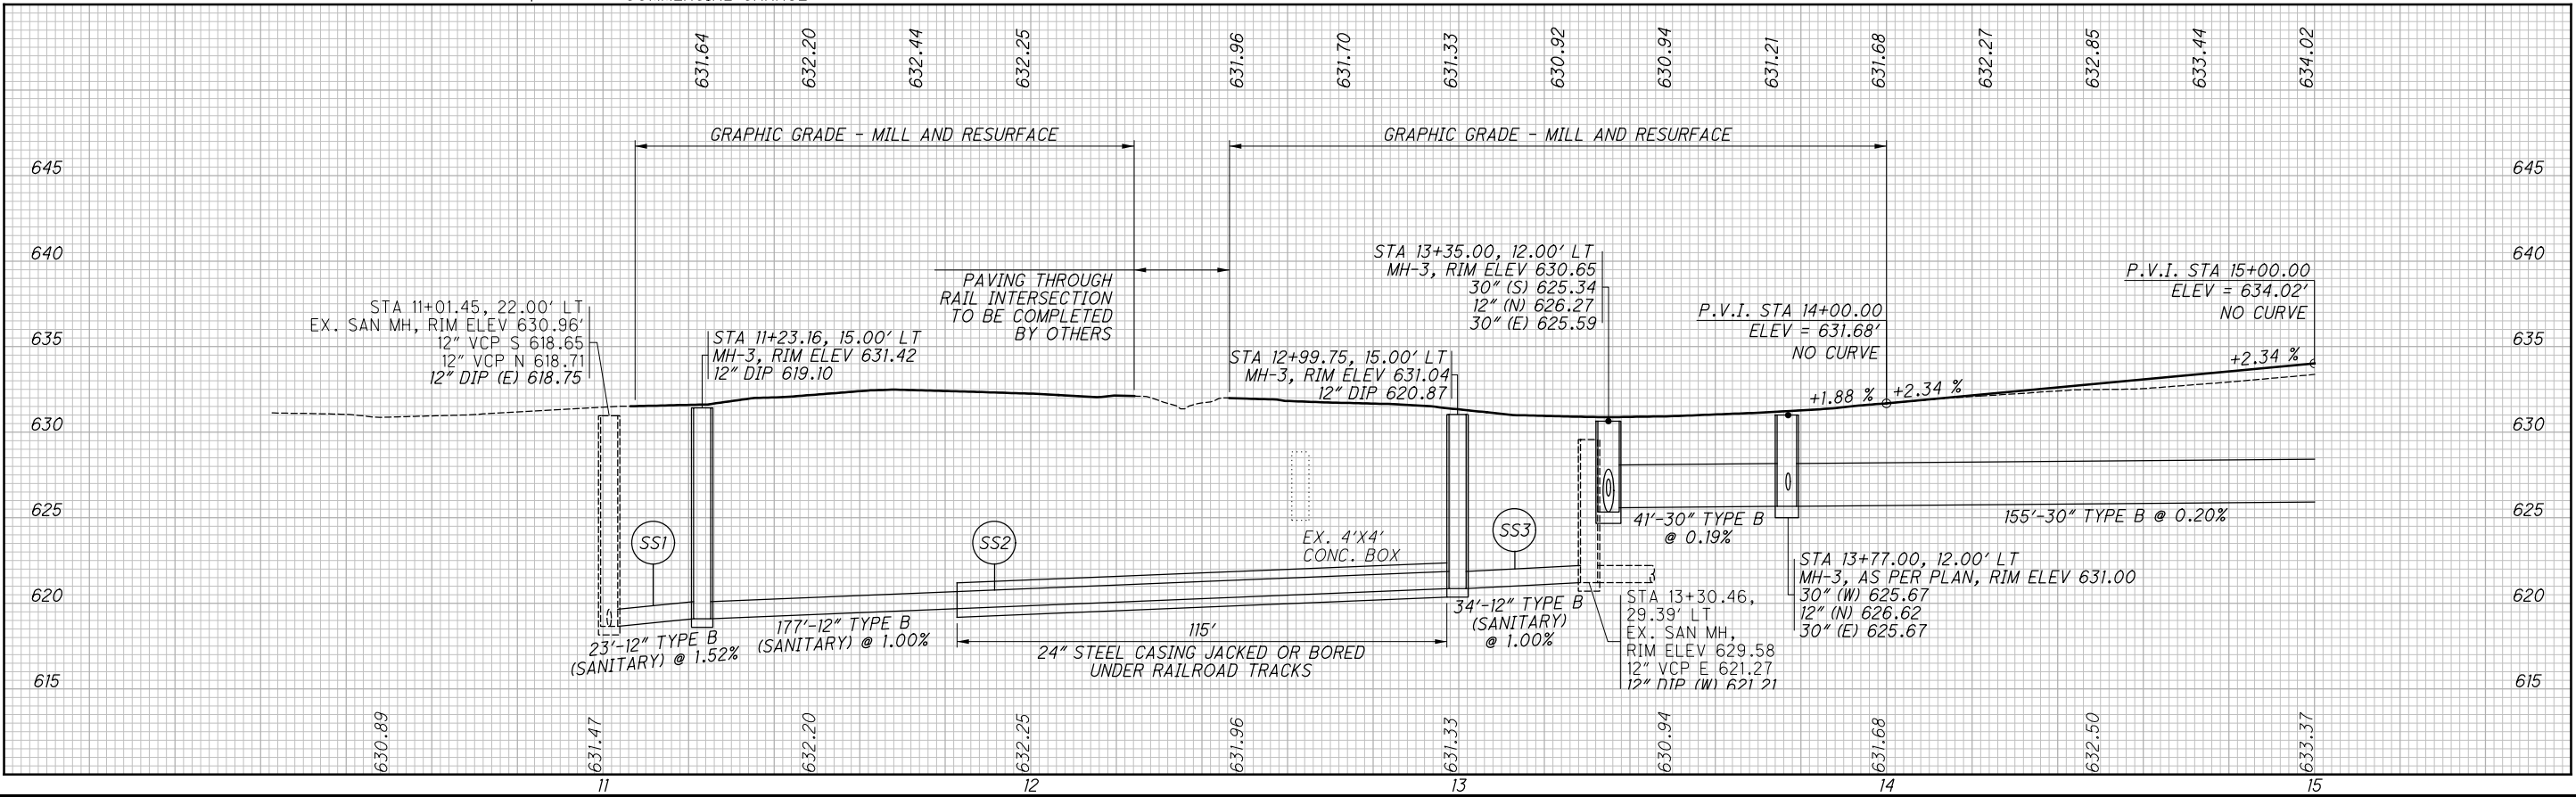 631.64
632.20
632.44
632.25
631.96
631.70
631.33
630.92
630.94
631.21
631.68
632.27
632.85
633.44
634.02
GRAPHIC GRADE - MILL AND RESURFACE
GRAPHIC GRADE - MILL AND RESURFACE
645
645
640
640
635
635
630
630
625
625
620
620
615
615
STA 11+01.45, 22.00' LT
EX. SAN MH, RIM ELEV 630.96'
12" VCP S 618.65
12" VCP N 618.71
12" DIP (E) 618.75
STA 11+23.16, 15.00' LT
MH-3, RIM ELEV 631.42
12" DIP 619.10
PAVING THROUGH
RAIL INTERSECTION
TO BE COMPLETED
BY OTHERS
STA 12+99.75, 15.00' LT
MH-3, RIM ELEV 631.04
12" DIP 620.87
STA 13+35.00, 12.00' LT
MH-3, RIM ELEV 630.65
30" (S) 625.34
12" (N) 626.27
30" (E) 625.59
P.V.I. STA 14+00.00
ELEV = 631.68'
NO CURVE
P.V.I. STA 15+00.00
ELEV = 634.02'
NO CURVE
+1.88 %
+2.34 %
+2.34 %
SS1
SS2
SS3
EX. 4'X4'
CONC. BOX
23'-12" TYPE B
(SANITARY) @ 1.52%
177'-12" TYPE B
(SANITARY) @ 1.00%
115'
24" STEEL CASING JACKED OR BORED
UNDER RAILROAD TRACKS
34'-12" TYPE B
(SANITARY)
@ 1.00%
41'-30" TYPE B
@ 0.19%
155'-30" TYPE B @ 0.20%
STA 13+30.46,
29.39' LT
EX. SAN MH,
RIM ELEV 629.58
12" VCP E 621.27
12" DIP (W) 621.21
STA 13+77.00, 12.00' LT
MH-3, AS PER PLAN, RIM ELEV 631.00
30" (W) 625.67
12" (N) 626.62
30" (E) 625.67
630.89
631.47
632.20
632.25
631.96
631.33
630.94
631.68
632.50
633.37
11
12
13
14
15